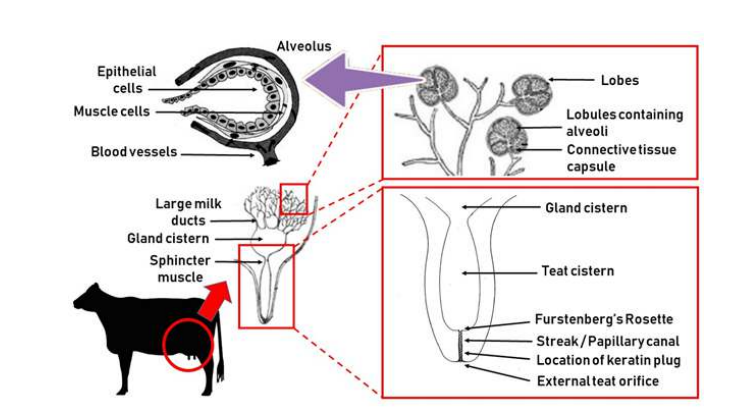 Alveolus
Epithelial
cells
Muscle cells
Blood vessels
Lobes
Lobules containing
alveoli
Connective tissue
capsule
Large milk
ducts
Gland cistern
Sphincter
muscle
Gland cistern
Teat cistern
Furstenberg's Rosette
Streak / Papillary canal
Location of keratin plug
External teat orifice